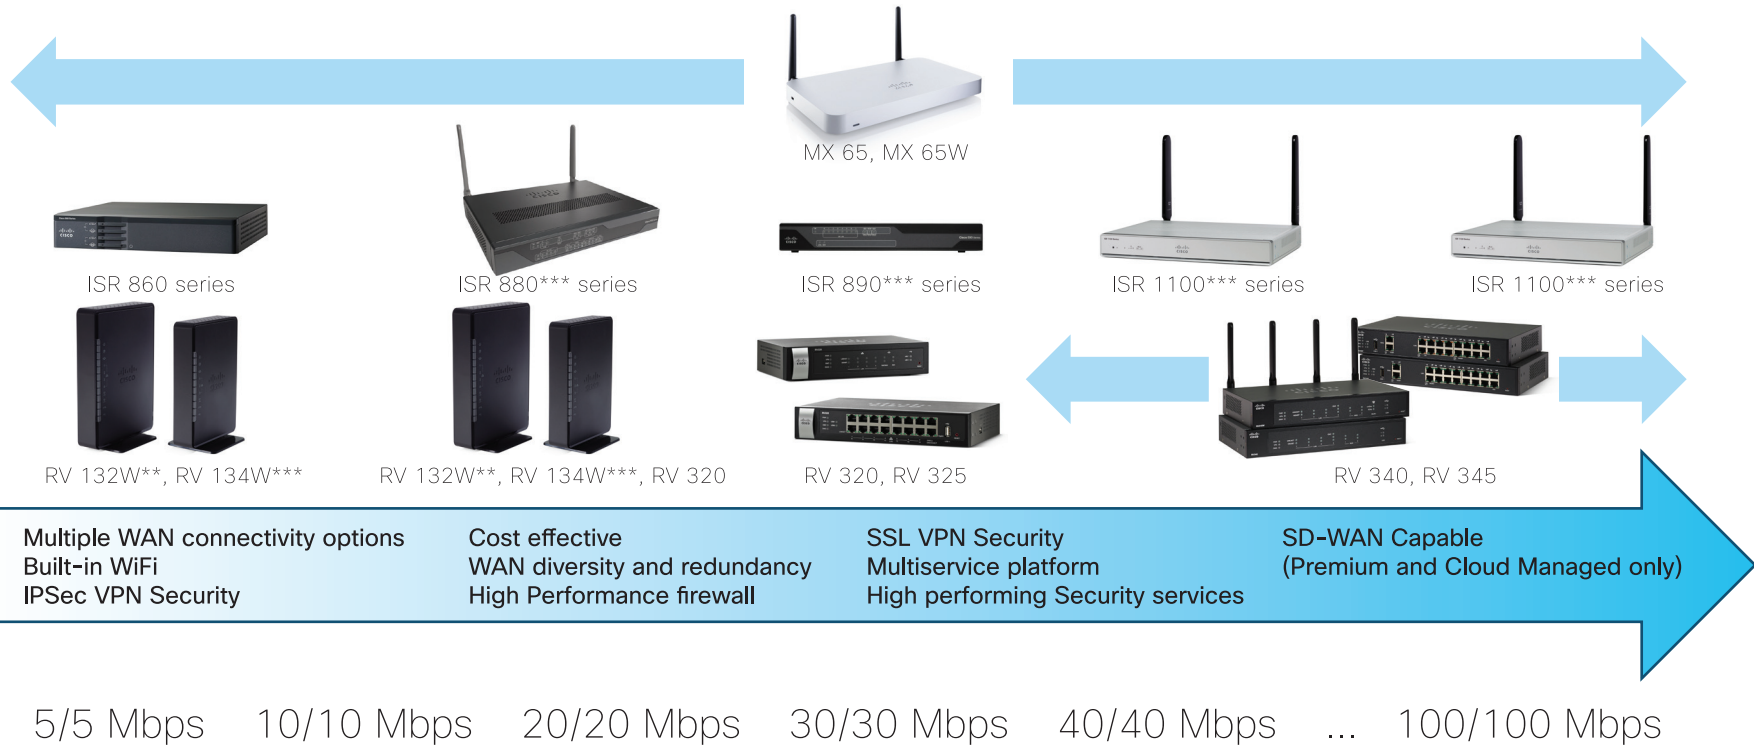 MX 65, MX 65W
ISR 860 series
ISR 880*** series
ISR 890*** series
ISR 1100*** series
ISR 1100*** series
RV 132W**, RV 134W***
RV 132W**, RV 134W***, RV 320
RV 320, RV 325
RV 340, RV 345
Multiple WAN connectivity options
Built-in WiFi
IPSec VPN Security
Cost effective
WAN diversity and redundancy
High Performance firewall
SSL VPN Security
Multiservice platform
High performing Security services
SD-WAN Capable
(Premium and Cloud Managed only)
5/5 Mbps
10/10 Mbps
20/20 Mbps
30/30 Mbps
40/40 Mbps
...
100/100 Mbps